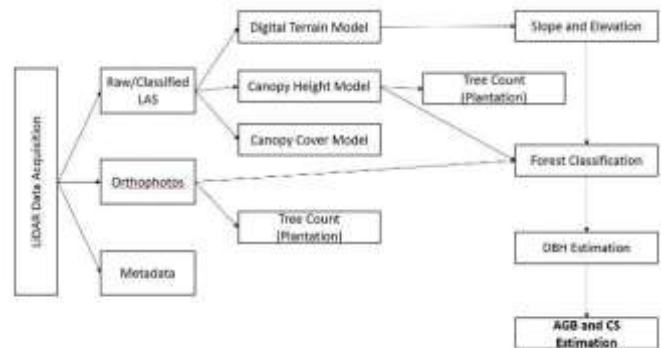 LiDAR Data Acquisition
Raw/Classified
LAS
Orthophotos
Metadata
Digital Terrain Model
Canopy Height Model
Canopy Cover Model
Tree Count
(Plantation)
Tree Count
(Plantation)
Slope and Elevation
Forest Classification
DBH Estimation
AGB and CS
Estimation